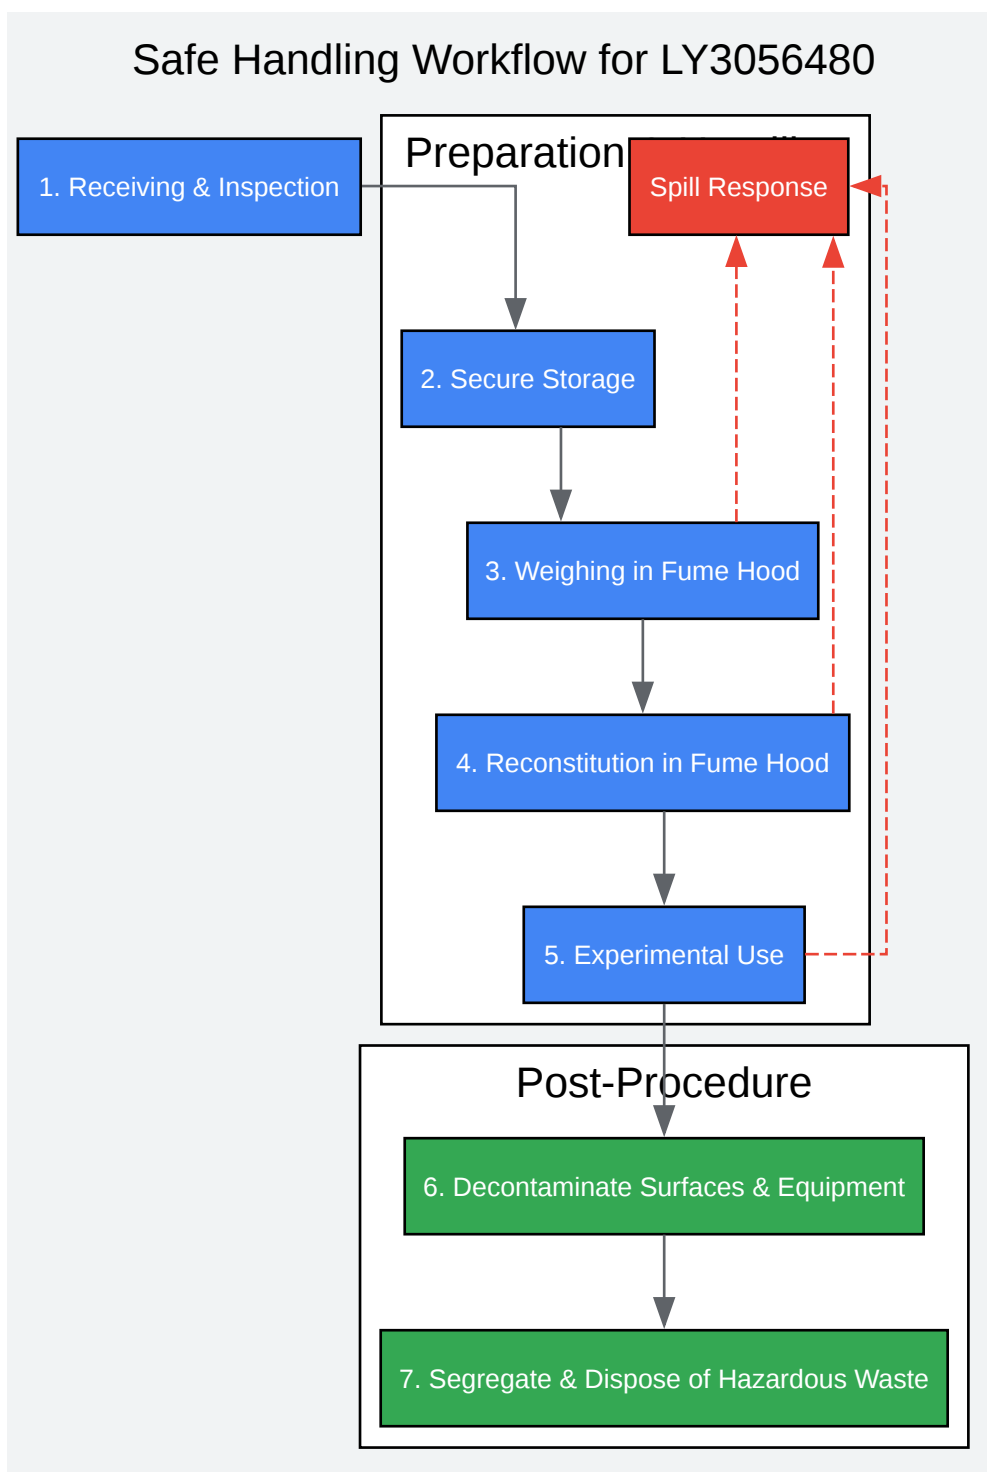 Safe Handling Workflow for LY3056480
Preparation
1. Receiving & Inspection
Spill Response
2. Secure Storage
3. Weighing in Fume Hood
4. Reconstitution in Fume Hood
5. Experimental Use
Post-Procedure
6. Decontaminate Surfaces & Equipment
7. Segregate & Dispose of Hazardous Waste